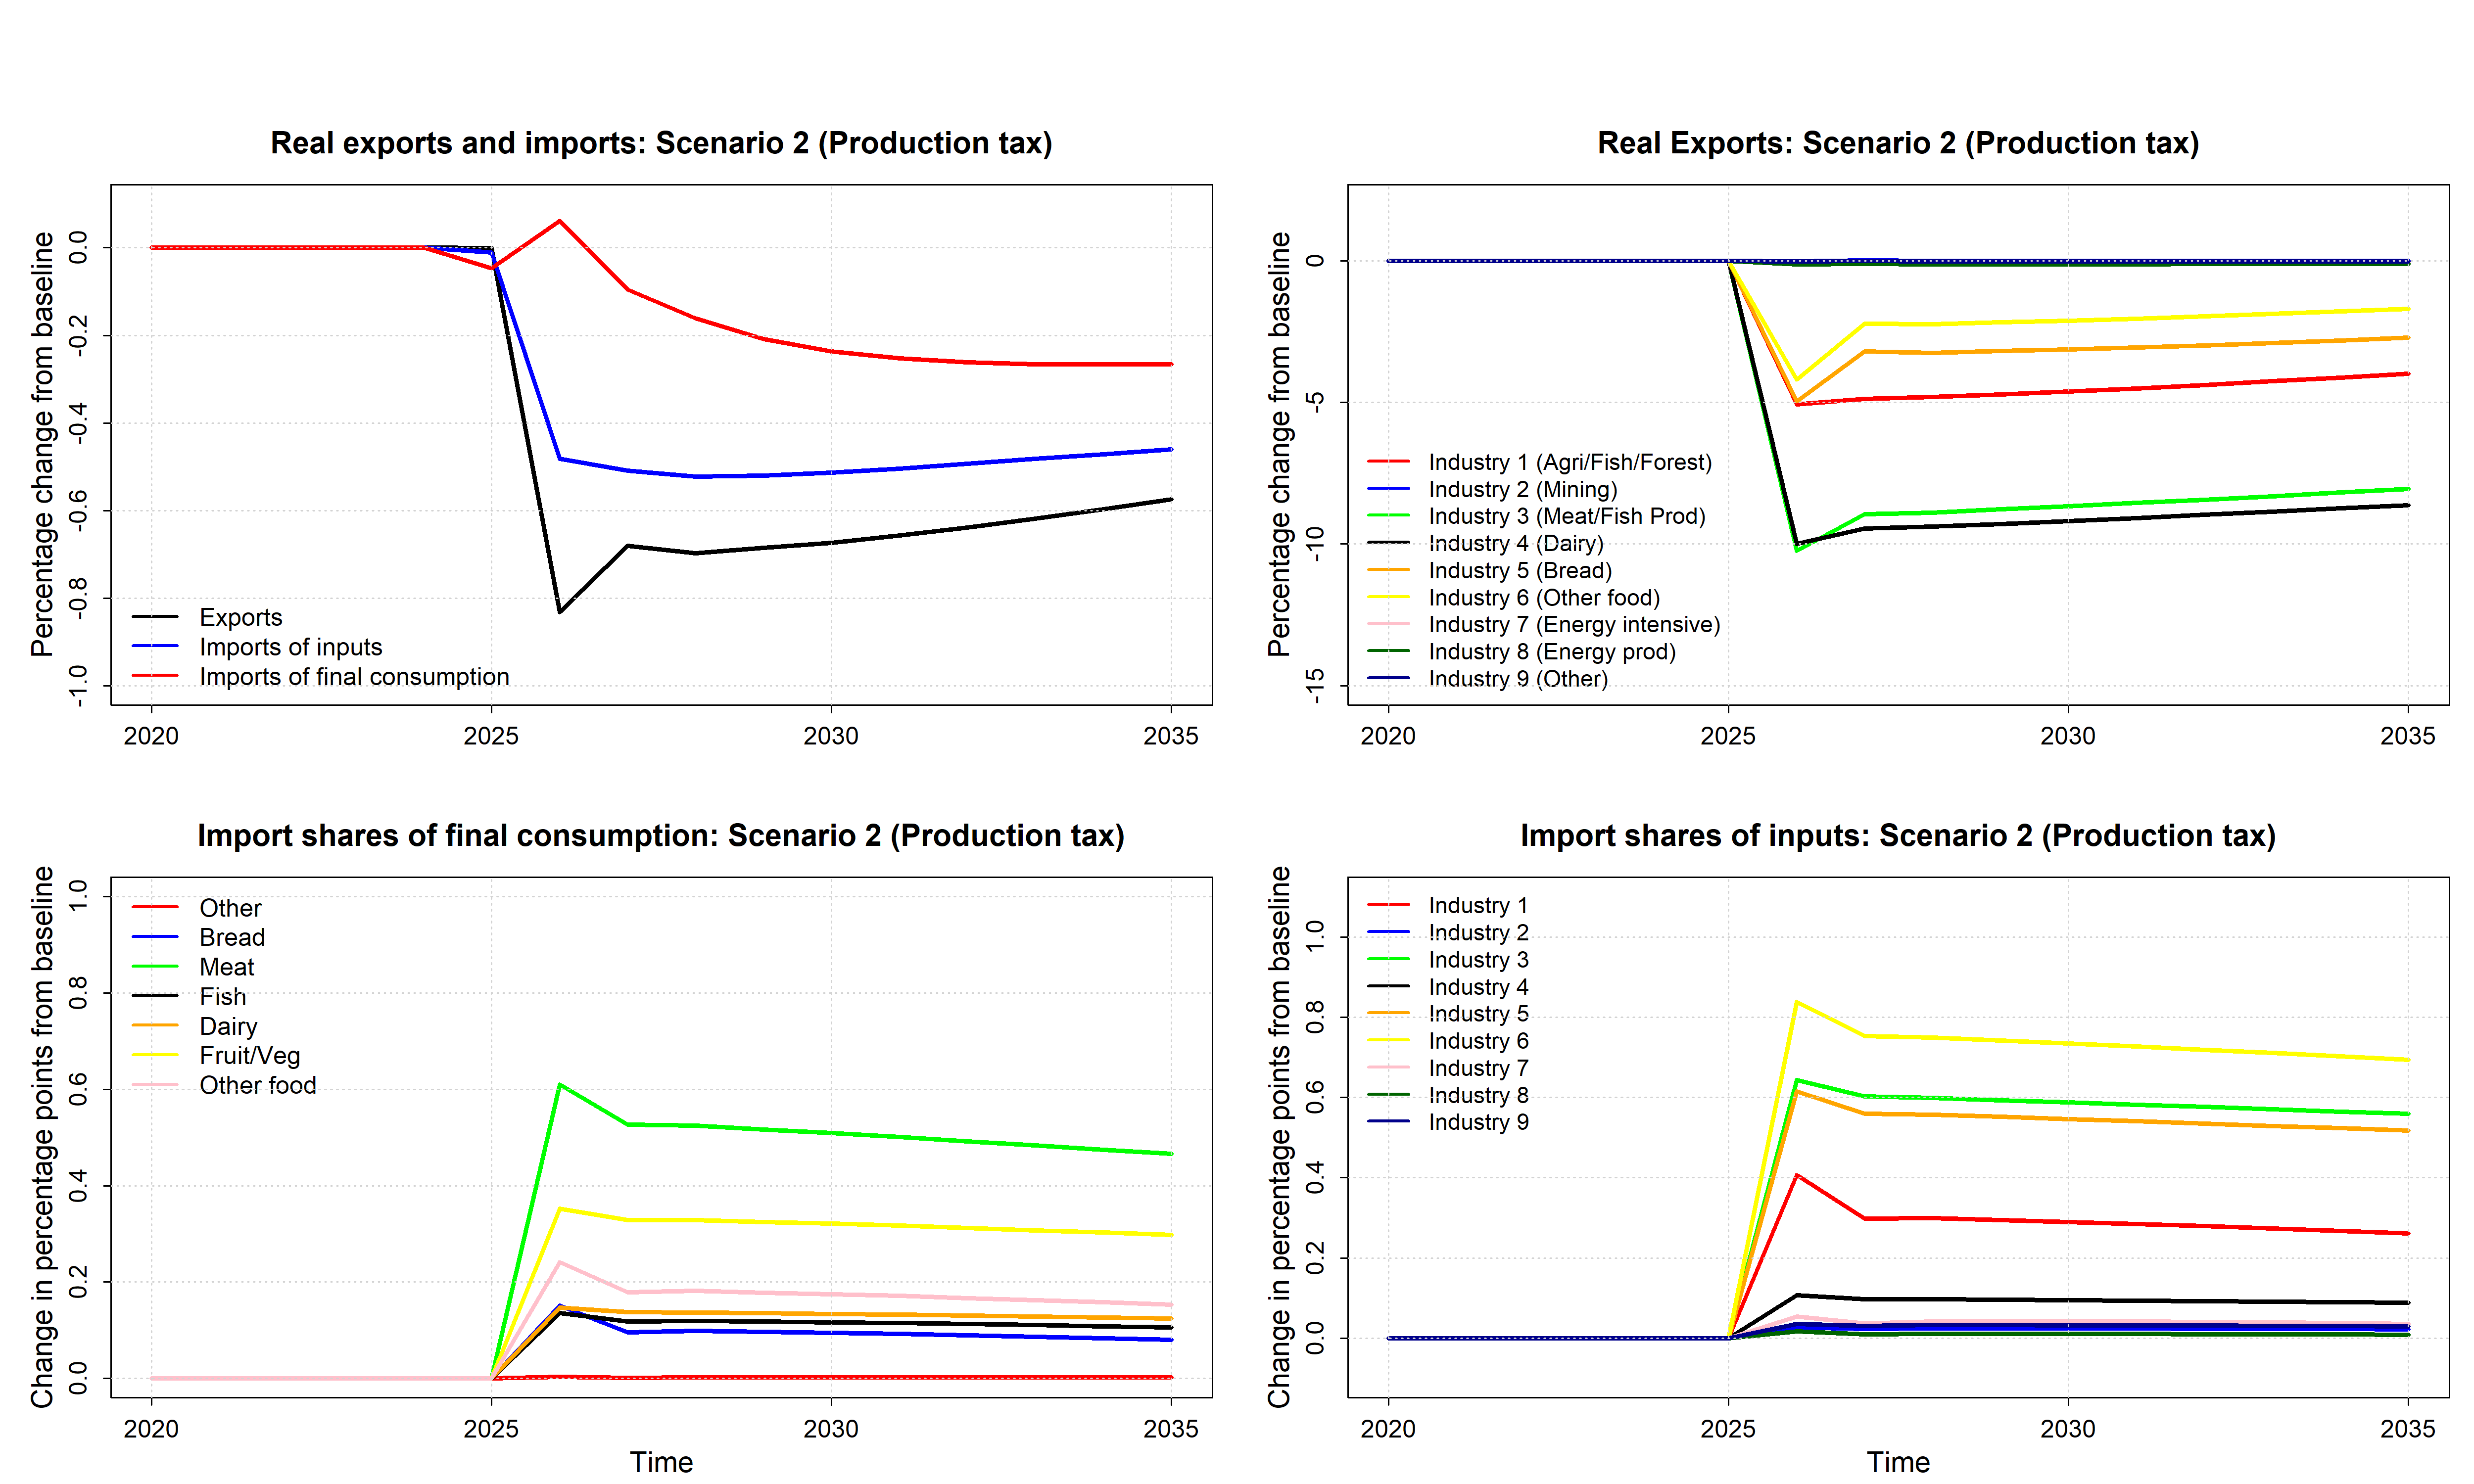 Real exports and imports: Scenario 2 (Production tax)
Percentage change from baseline
0.0
-0.2
-0.4
-0.6
-0.8
-1.0
Exports
Imports of inputs
Imports of final consumption
2020 2025 2030 2035
Real Exports: Scenario 2 (Production tax)
Percentage change from baseline
0
-5
-10
-15
Industry 1 (Agri/Fish/Forest)
Industry 2 (Mining)
Industry 3 (Meat/Fish Prod)
Industry 4 (Dairy)
Industry 5 (Bread)
Industry 6 (Other food)
Industry 7 (Energy intensive)
Industry 8 (Energy prod)
Industry 9 (Other)
2020 2025 2030 2035
Import shares of final consumption: Scenario 2 (Production tax)
Change in percentage points from baseline
1.0
0.8
0.6
0.4
0.2
0.0
Other
Bread
Meat
Fish
Dairy
Fruit/Veg
Other food
2020 2025 2030 2035
Time
Import shares of inputs: Scenario 2 (Production tax)
Change in percentage points from baseline
1.0
0.8
0.6
0.4
0.2
0.0
Industry 1
Industry 2
Industry 3
Industry 4
Industry 5
Industry 6
Industry 7
Industry 8
Industry 9
2020 2025 2030 2035
Time